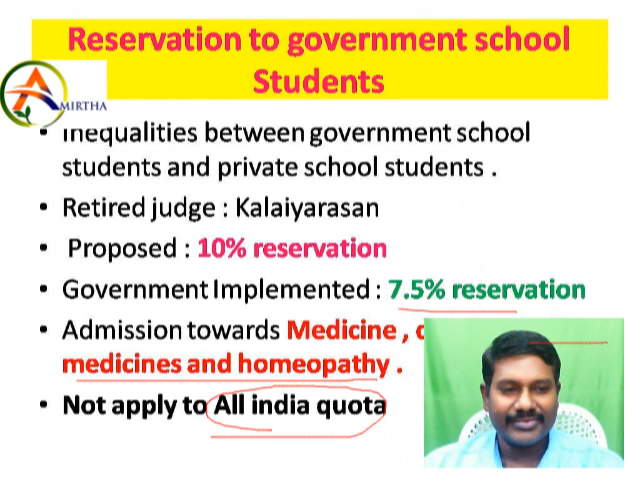 Reservation to government school
Students
AMIRTHA
• Inequalities between government school
students and private school students .
• Retired judge : Kalaiyarasan
• Proposed : 10% reservation
• Government Implemented : 7.5% reservation
• Admission towards Medicine ,
medicines and homeopathy .
• Not apply to All india quota